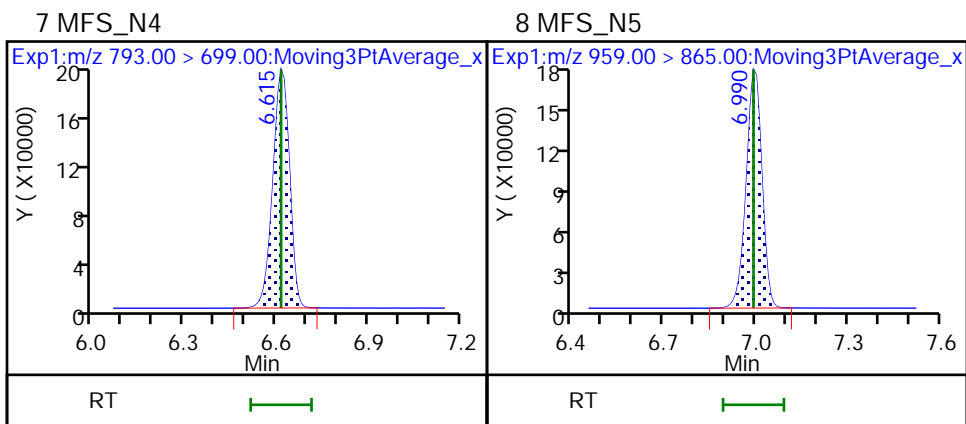 7 MFS_N4
Exp1:m/z 793.00 > 699.00:Moving3PtAverage_x
20
16
12
8
4
0
Y ( X10000)
6.615
6.0 6.3 6.6 6.9 7.2
Min
RT
8 MFS_N5
Exp1:m/z 959.00 > 865.00:Moving3PtAverage_x
18
15
12
9
6
3
0
Y ( X10000)
6.990
6.4 6.7 7.0 7.3 7.6
Min
RT